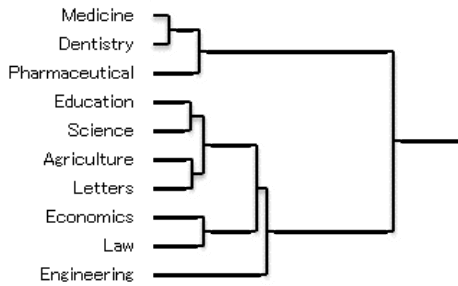 Medicine
Dentistry
Pharmaceutical
Education
Science
Agriculture
Letters
Economics
Law
Engineering